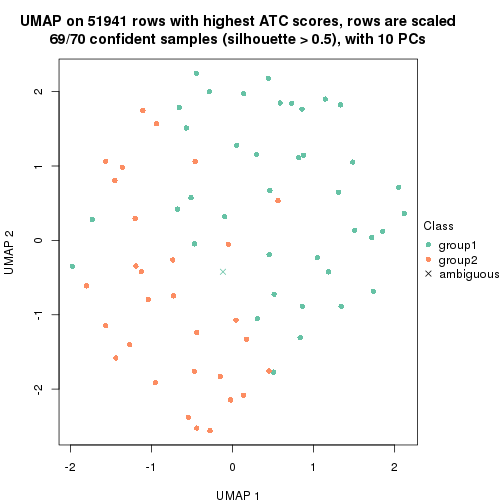 UMAP on 51941 rows with highest ATC scores, rows are scaled
69/70 confident samples (silhouette > 0.5), with 10 PCs
UMAP 2
2
1
0
-1
-2
-2
-1
0
1
2
UMAP 1
Class
group1
group2
ambiguous